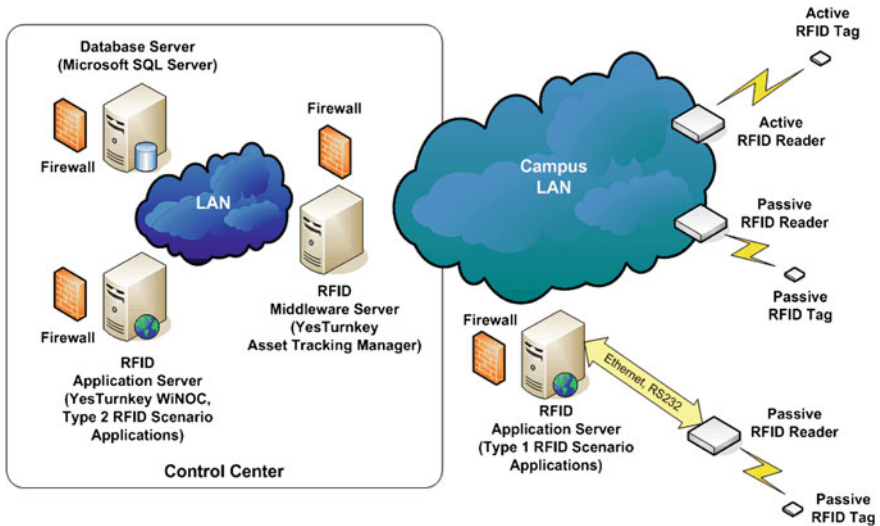 Database Server
(Microsoft SQL Server)
Firewall
Firewall
LAN
Firewall
RFID
Application Server
(YesTurnkey WiNOC,
Type 2 RFID Scenario
Applications)
RFID
Middleware Server
(YesTurnkey
Asset Tracking Manager)
Control Center
Campus
LAN
Active
RFID Tag
Active
RFID Reader
Passive
RFID Reader
Passive
RFID Tag
Firewall
RFID
Application Server
(Type 1 RFID Scenario
Applications)
Ethernet, RS232
Passive
RFID Reader
Passive
RFID Tag